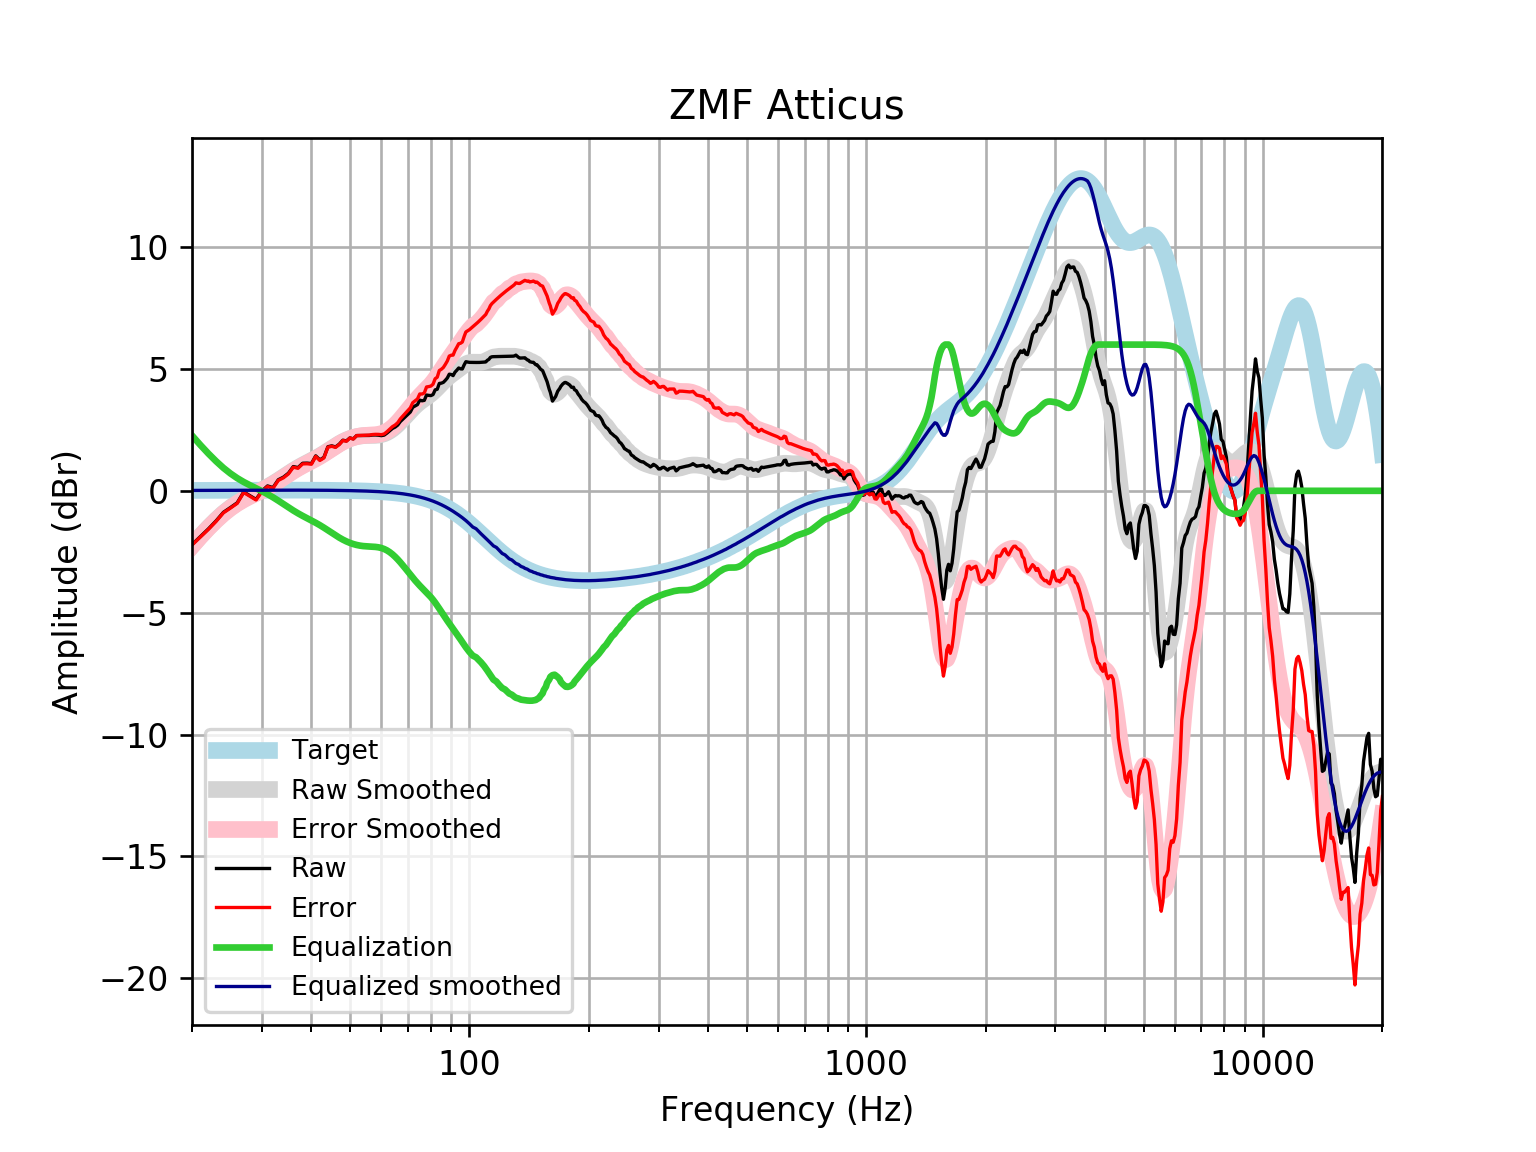 ZMF Atticus
Amplitude (dBr)
10
5
0
−5
−10
−15
−20
Target
Raw Smoothed
Error Smoothed
Raw
Error
Equalization
Equalized smoothed
100 1000 10000
Frequency (Hz)